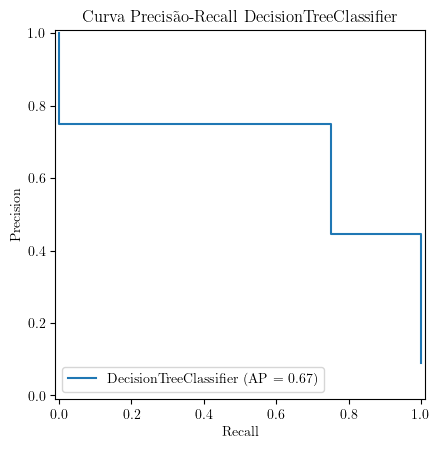 Curva Precisão-Recall DecisionTreeClassifier
1.0
0.8
0.6
0.4
0.2
0.0
Precision
DecisionTreeClassifier (AP = 0.67)
0.0 0.2 0.4 0.6 0.8 1.0
Recall